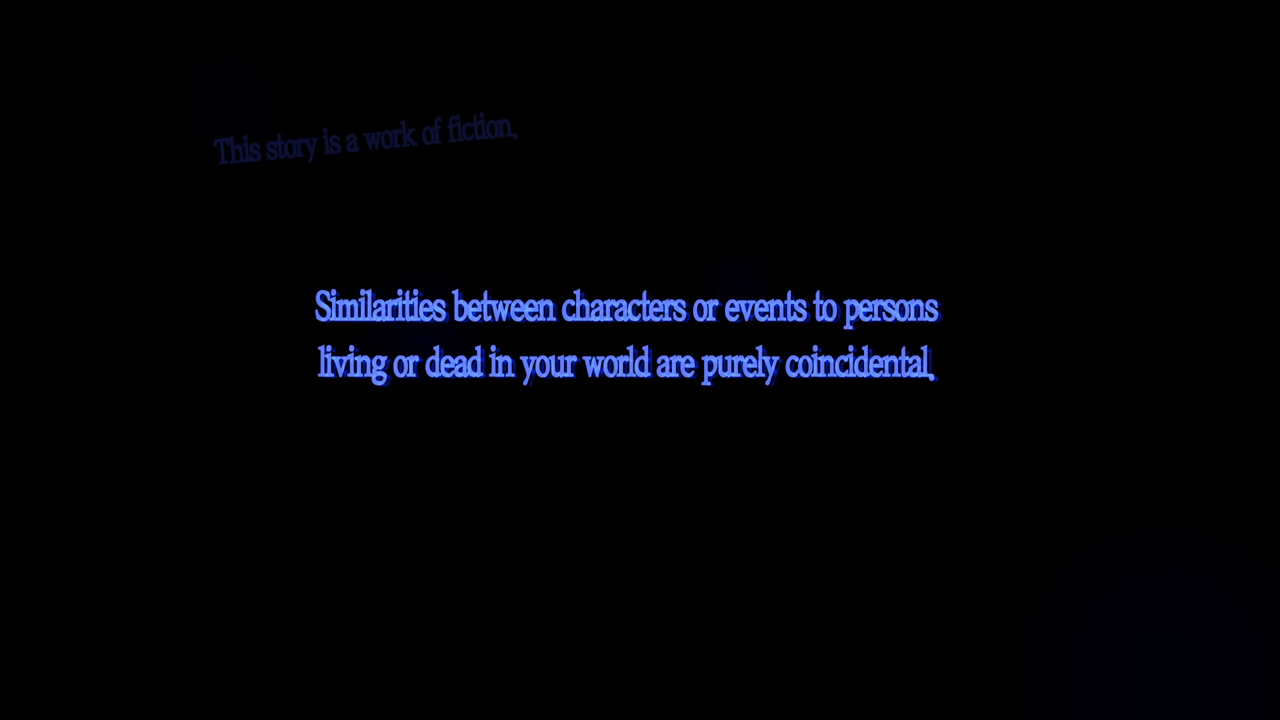 This story is a work of fiction.
Similarities between characters or events to persons
living or dead in your world are purely coincidental.